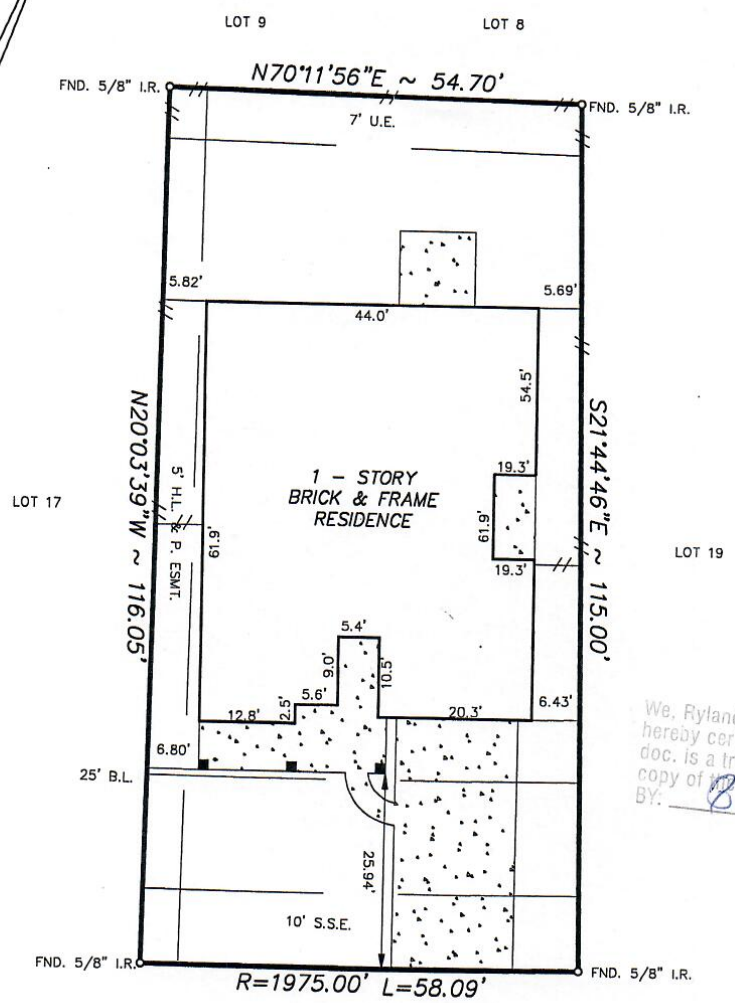 LOT 9
LOT 8
N70°11'56"E ~ 54.70'
FND. 5/8" I.R.
FND. 5/8" I.R.
7' U.E.
5.82'
5.69'
44.0'
54.5'
N20°03'39"W ~ 116.05'
S21°44'46"E ~ 115.00'
19.3'
1 - STORY
BRICK & FRAME
RESIDENCE
5' H.L. & P. ESMT.
LOT 17
61.9'
61.9'
LOT 19
19.3'
5.4'
9.0'
10.5'
5.6'
2.5'
12.8'
20.3'
6.43'
We, Ryland
hereby cer
doc. is a tr
copy of the
BY:
6.80'
25' B.L.
25.94'
10' S.S.E.
FND. 5/8" I.R.
R=1975.00' L=58.09'
FND. 5/8" I.R.